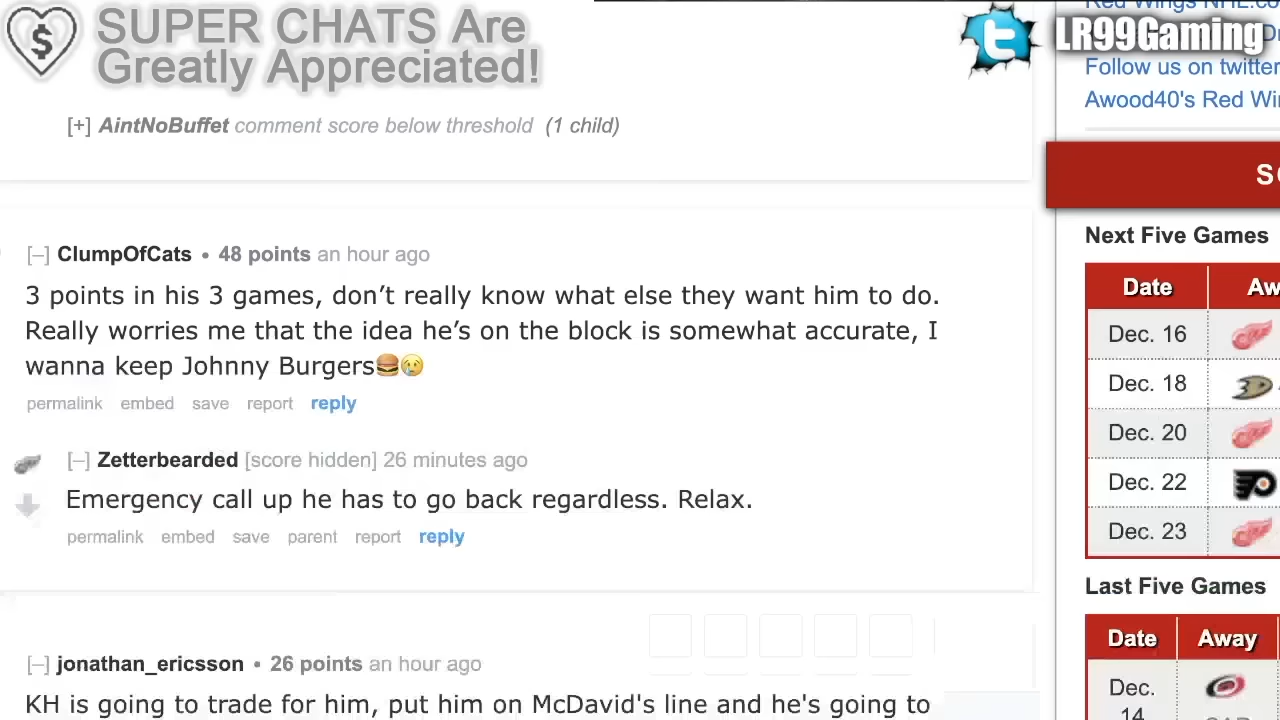 SUPER CHATS Are
Greatly Appreciated!
[+] AintNoBuffet comment score below threshold (1 child)
[–] ClumpOfCats • 48 points an hour ago
3 points in his 3 games, don’t really know what else they want him to do.
Really worries me that the idea he’s on the block is somewhat accurate, I
wanna keep Johnny Burgers🍔😢
permalink embed save report reply
[–] Zetterbearded [score hidden] 26 minutes ago
Emergency call up he has to go back regardless. Relax.
permalink embed save parent report reply
[–] jonathan_ericsson • 26 points an hour ago
KH is going to trade for him, put him on McDavid's line and he's going to
Red Wings NHL.co
LR99Gaming
Follow us on twitter
Awood40's Red Wi
Next Five Games
Date Aw
Dec. 16
Dec. 18
Dec. 20
Dec. 22
Dec. 23
Last Five Games
Date Away
Dec.
14